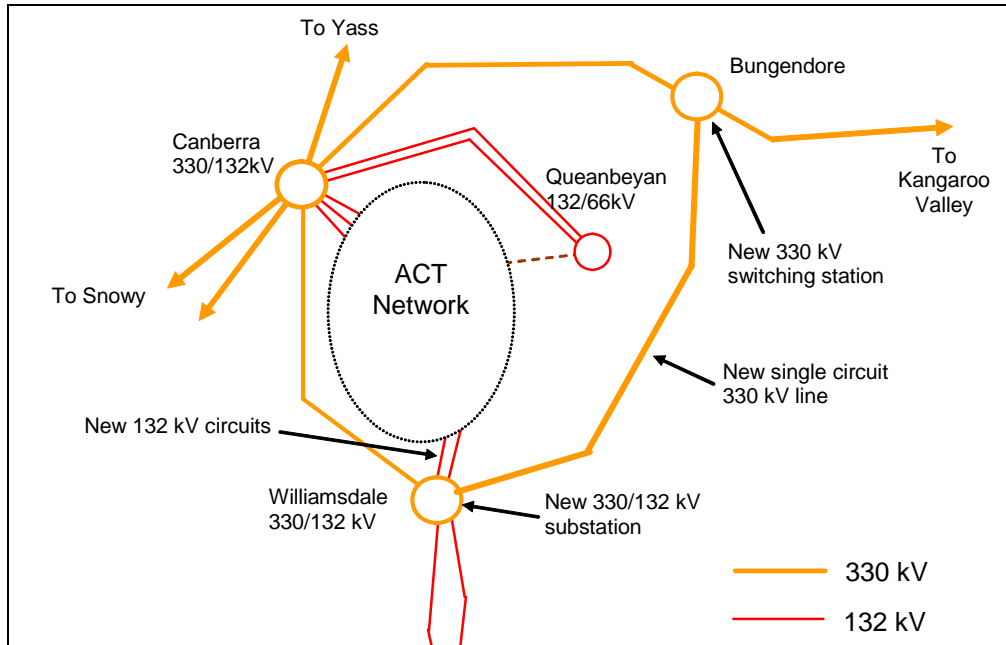 To Yass
Bungendore
Canberra
330/132kV
To
Kangaroo
Valley
Queanbeyan
132/66kV
New 330 kV
switching station
ACT
Network
To Snowy
New single circuit
330 kV line
New 132 kV circuits
Williamsdale
330/132 kV
New 330/132 kV
substation
330 kV
132 kV